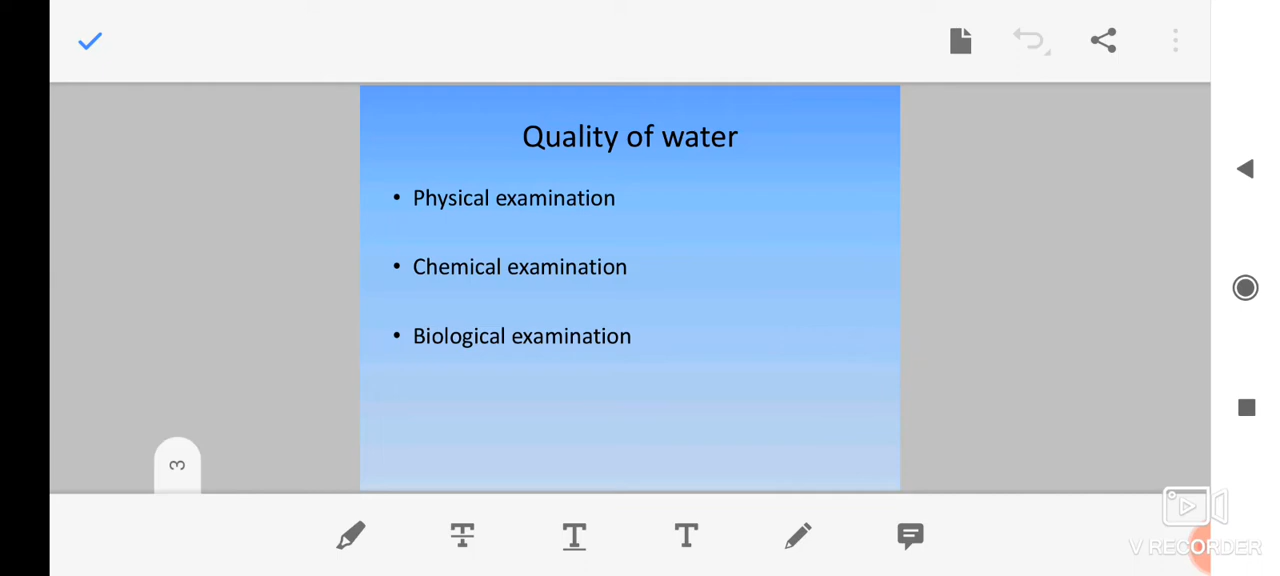 Quality of water
• Physical examination
• Chemical examination
• Biological examination
3
V RECORDER